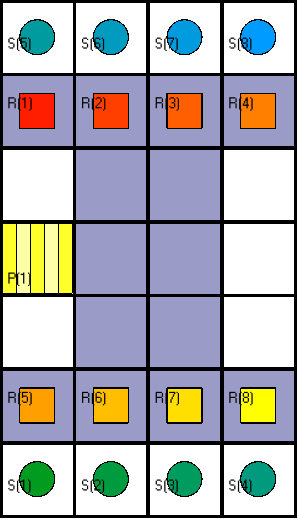 S(5) S(6) S(7) S(8)
R(1) R(2) R(3) R(4)
P(1)
R(5) R(6) R(7) R(8)
S(1) S(2) S(3) S(4)